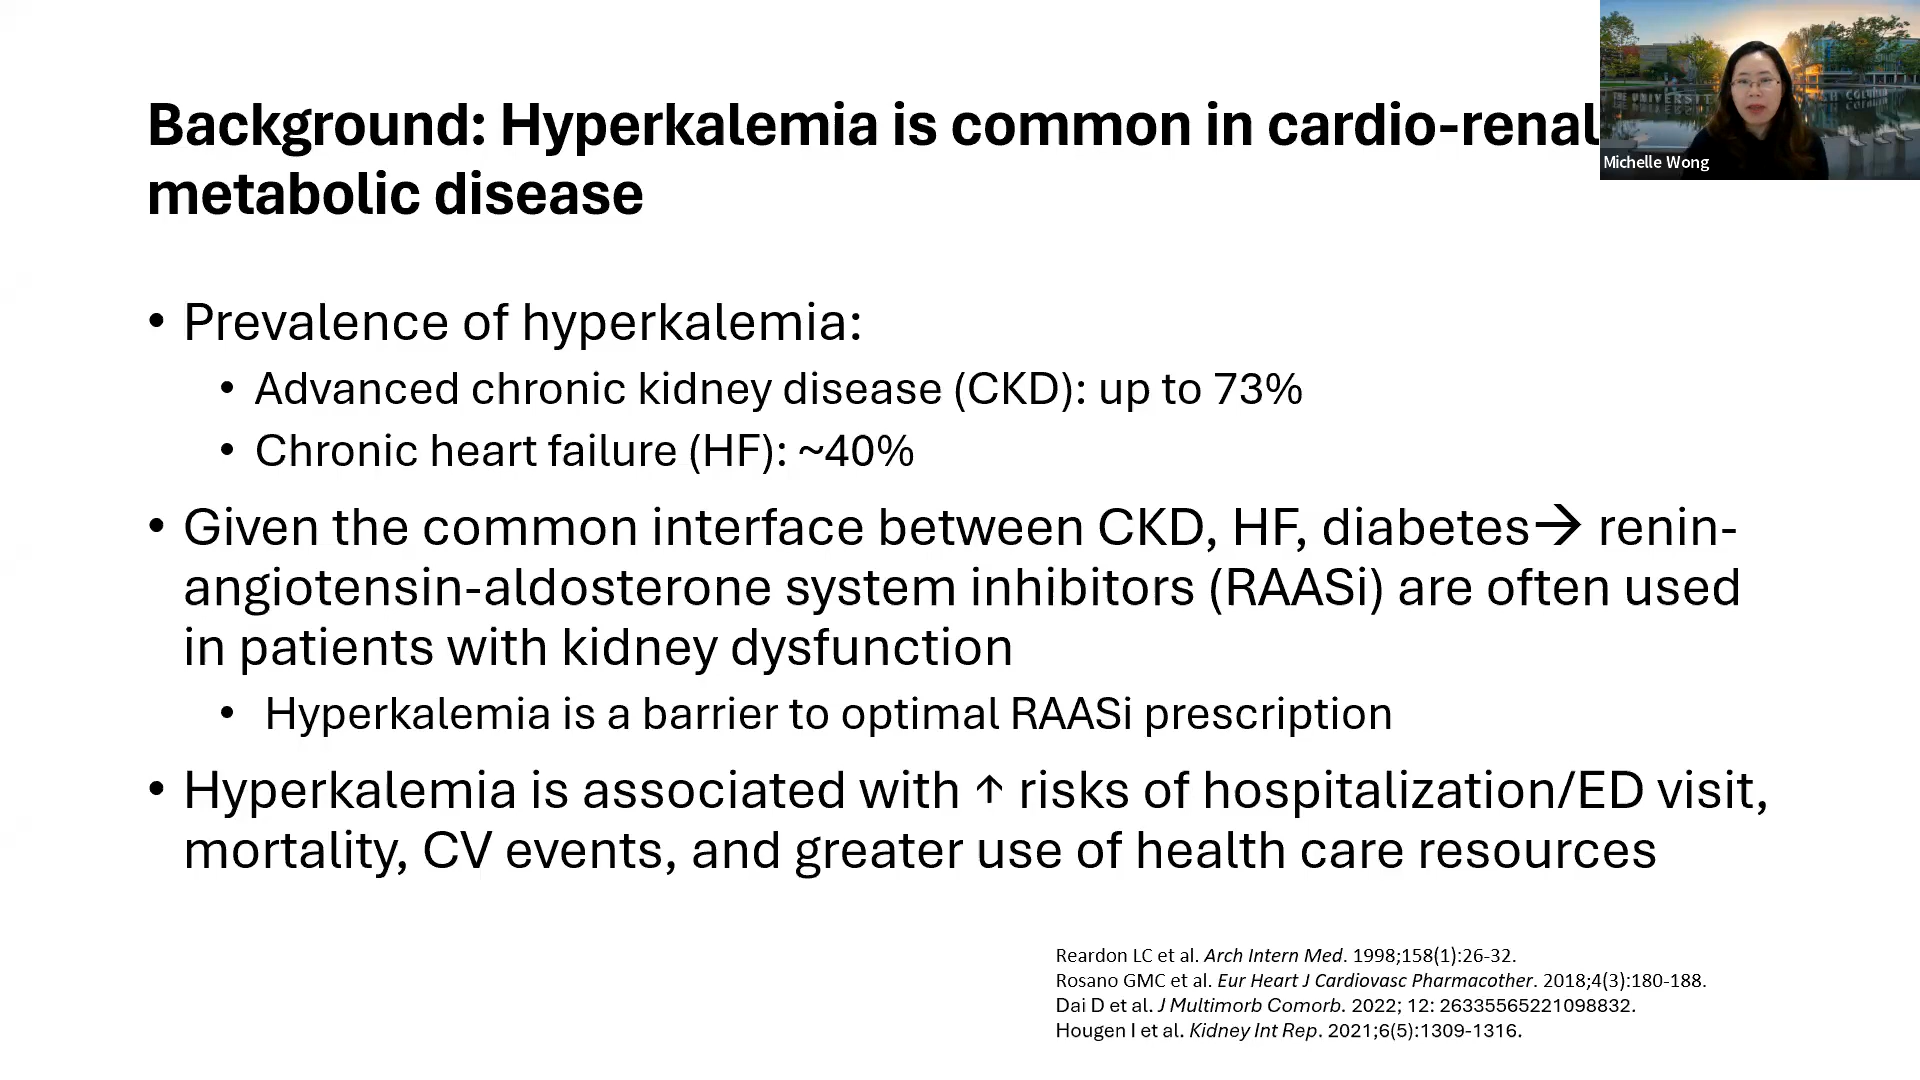 Background: Hyperkalemia is common in cardio-renal
metabolic disease
Michelle Wong
• Prevalence of hyperkalemia:
• Advanced chronic kidney disease (CKD): up to 73%
• Chronic heart failure (HF): ~40%
• Given the common interface between CKD, HF, diabetes→ renin-
angiotensin-aldosterone system inhibitors (RAASi) are often used
in patients with kidney dysfunction
• Hyperkalemia is a barrier to optimal RAASi prescription
• Hyperkalemia is associated with ↑ risks of hospitalization/ED visit,
mortality, CV events, and greater use of health care resources
Reardon LC et al. Arch Intern Med. 1998;158(1):26-32.
Rosano GMC et al. Eur Heart J Cardiovasc Pharmacother. 2018;4(3):180-188.
Dai D et al. J Multimorb Comorb. 2022; 12: 26335565221098832.
Hougen I et al. Kidney Int Rep. 2021;6(5):1309-1316.